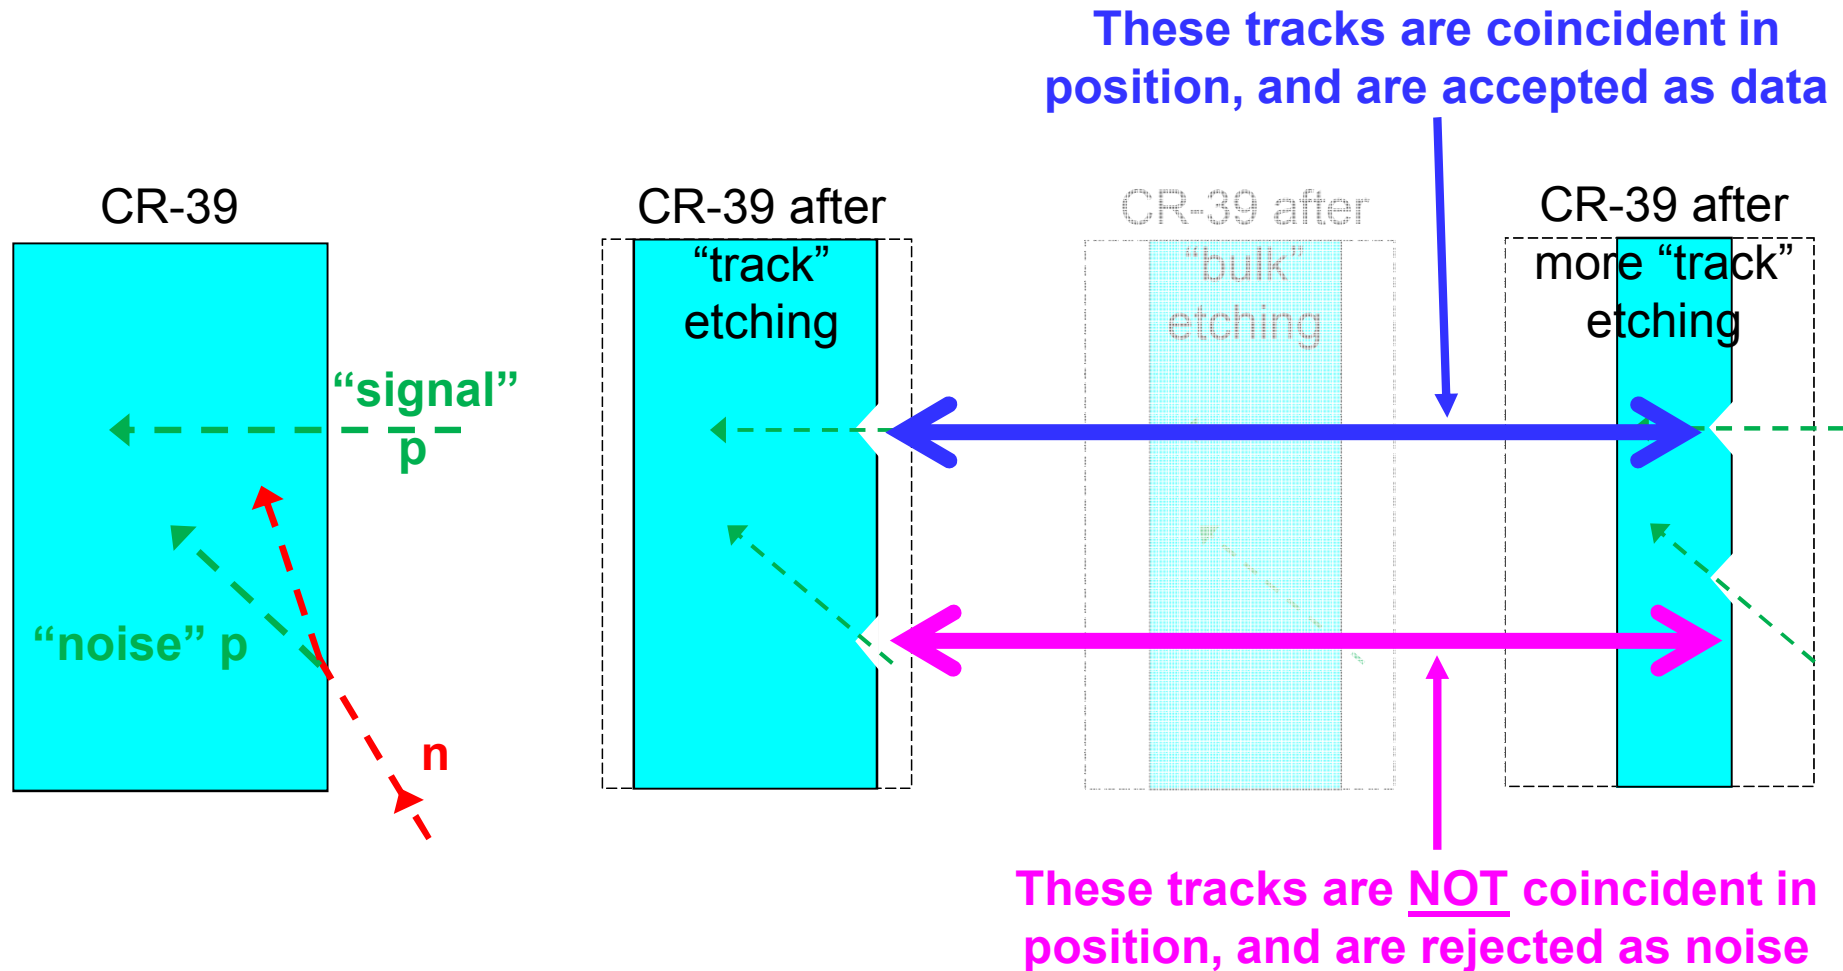 These tracks are coincident in
position, and are accepted as data
CR-39
CR-39 after
"track"
etching
CR-39 after
"bulk"
etching
CR-39 after
more "track"
etching
"signal"
p
"noise" p
n
These tracks are NOT coincident in
position, and are rejected as noise